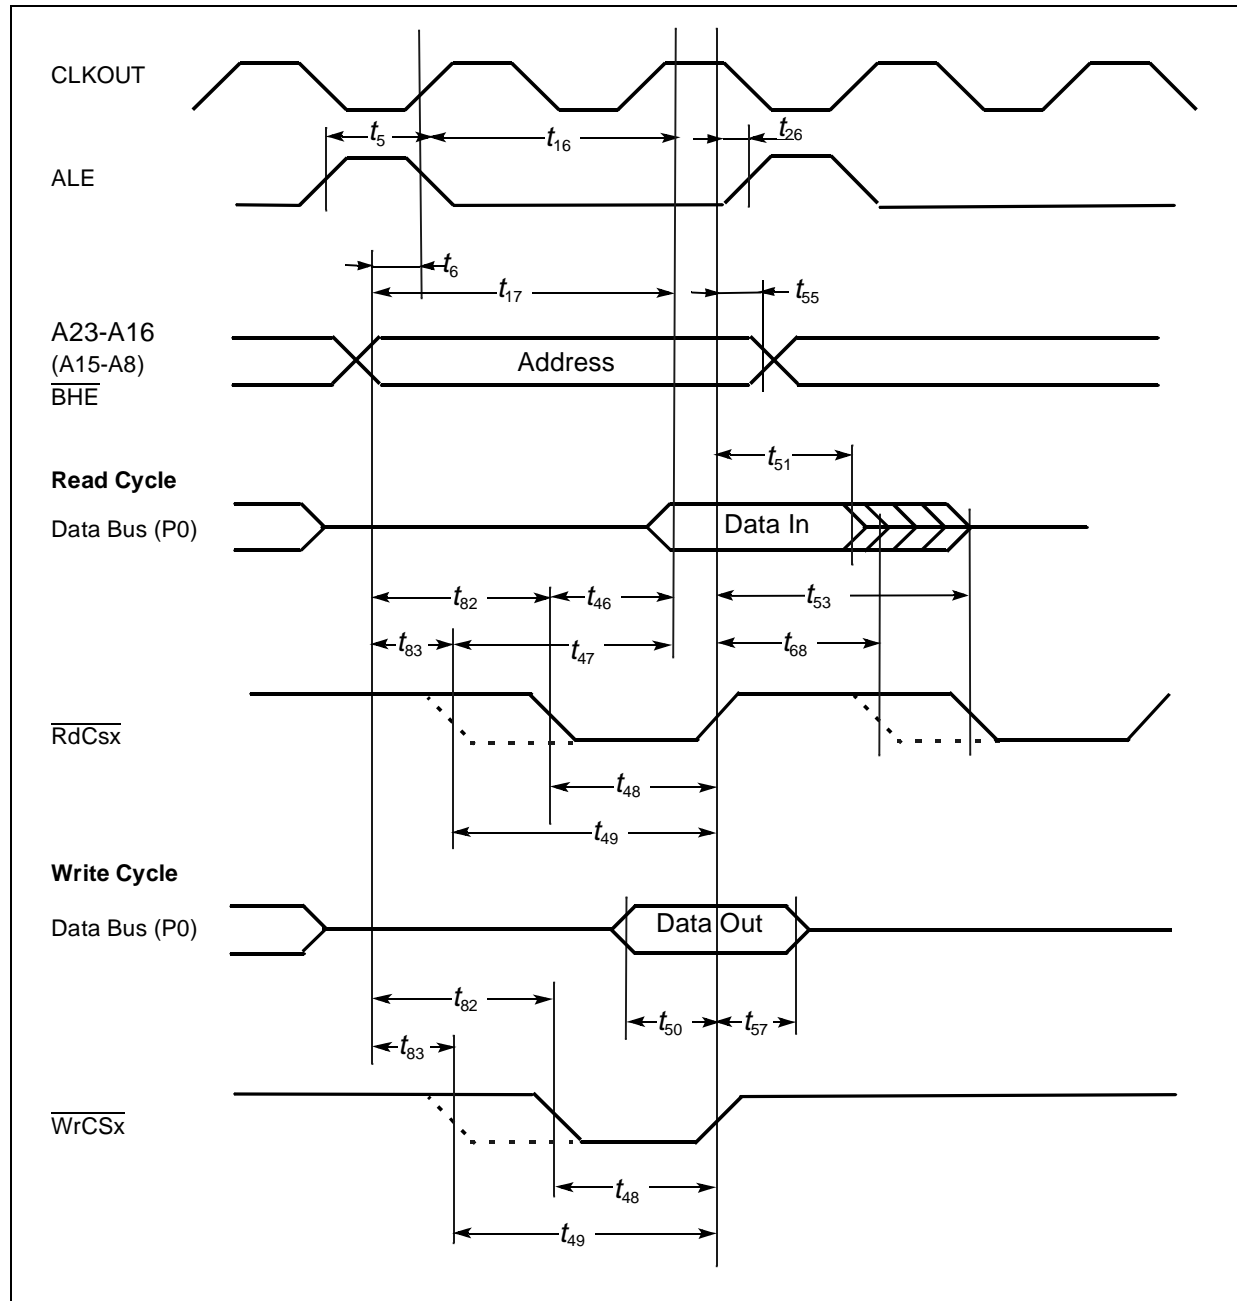 CLKOUT
t5
t16
t26
ALE
t6
t17
t55
A23-A16
(A15-A8)
BHE
Address
t51
Read Cycle
Data Bus (P0)
Data In
t82
t46
t53
t83
t47
t68
RdCsx
t48
t49
Write Cycle
Data Bus (P0)
Data Out
t82
t50
t57
t83
WrCSx
t48
t49